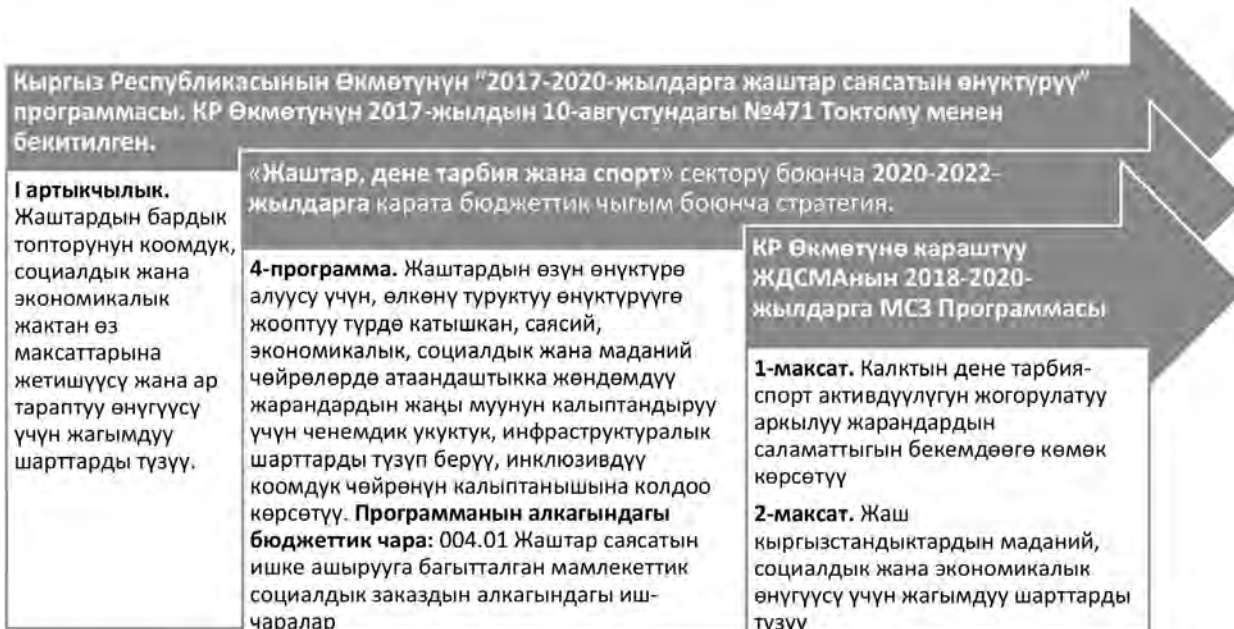 Кыргыз Республикасынын Өкмөтүнүн “2017-2020-жылдарга жаштар саясатын өнүктүрүү”
программасы. КР Өкмөтүнүн 2017-жылдын 10-августундагы №471 Токтому менен
бекитилген.
I артыкчылык.
Жаштардын бардык
топторунун коомдук,
социалдык жана
экономикалык
жактан өз
максаттарына
жетишүүсү жана ар
тараптуу өнүгүүсү
үчүн жагымдуу
шарттарды түзүү.
«Жаштар, дене тарбия жана спорт» сектору боюнча 2020-2022-
жылдарга карата бюджеттик чыгым боюнча стратегия.
4-программа. Жаштардын өзүн өнүктүрө
алуусу үчүн, өлкөнү туруктуу өнүктүрүүгө
жооптуу түрдө катышкан, саясий,
экономикалык, социалдык жана маданий
чөйрөлөрдө атаандаштыкка жөндөмдүү
жарандардын жаңы муунун калыптандыруу
үчүн ченемдик укуктук, инфраструктуралык
шарттарды түзүп берүү, инклюзивдүү
коомдук чөйрөнүн калыптанышына колдоо
көрсөтүү. Программанын алкагындагы
бюджеттик чара: 004.01 Жаштар саясатын
ишке ашырууга багытталган мамлекеттик
социалдык заказдын алкагындагы иш-
чаралар
КР Өкмөтүнө караштуу
ЖДСМАнын 2018-2020-
жылдарга МСЗ Программасы
1-максат. Калктын дене тарбия-
спорт активдүүлүгүн жогорулатуу
аркылуу жарандардын
саламаттыгын бекемдөөгө көмөк
көрсөтүү
2-максат. Жаш
кыргызстандыктардын маданий,
социалдык жана экономикалык
өнүгүүсү үчүн жагымдуу шарттарды
түзүү